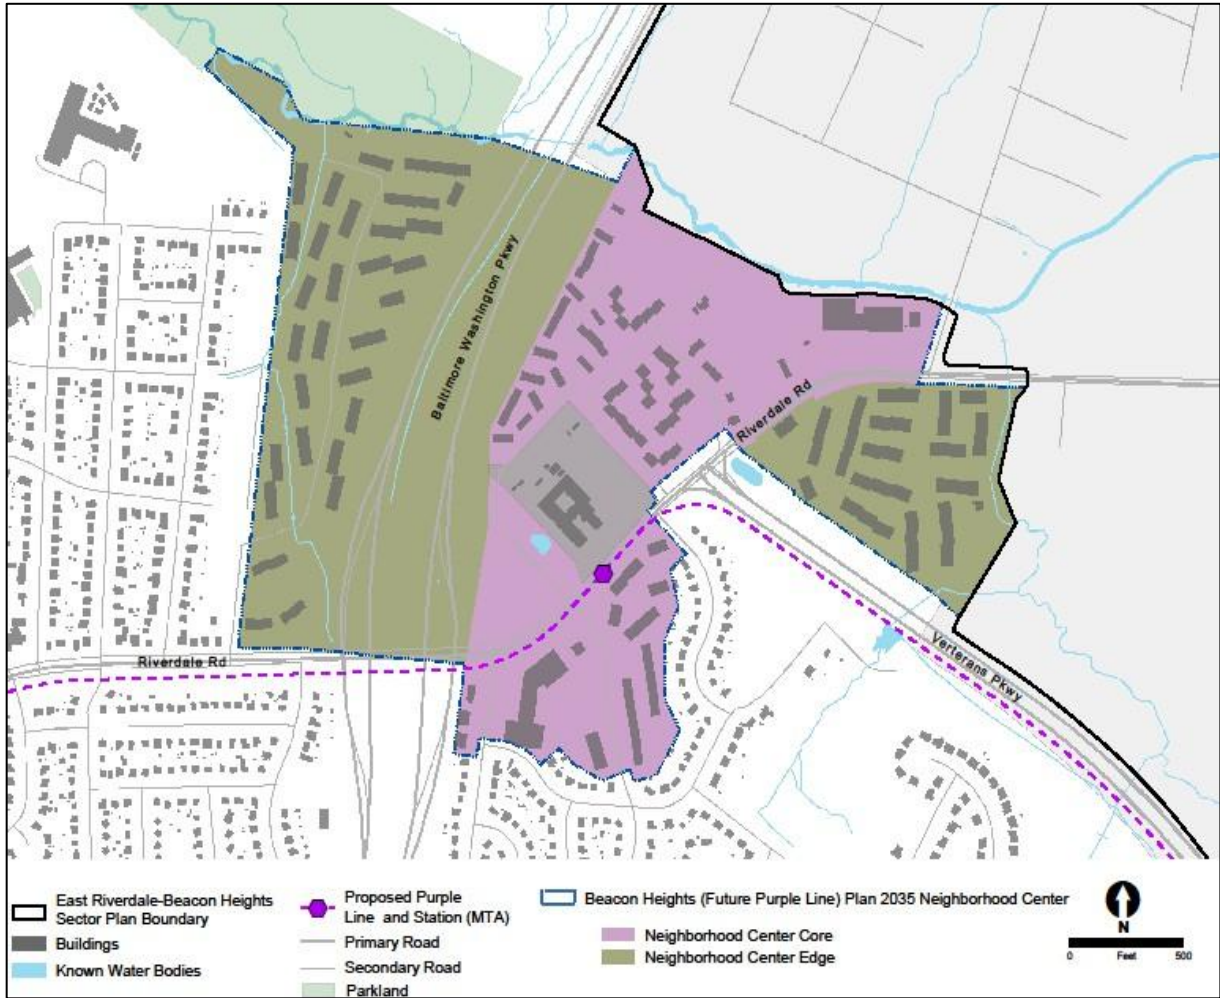 Baltimore Washington Pkwy
Riverdale Rd
Riverdale Rd
Verterans Pkwy
East Riverdale-Beacon Heights
Sector Plan Boundary
Buildings
Known Water Bodies
Proposed Purple
Line and Station (MTA)
Primary Road
Secondary Road
Parkland
Beacon Heights (Future Purple Line) Plan 2035 Neighborhood Center
Neighborhood Center Core
Neighborhood Center Edge
N
0 Feet 500